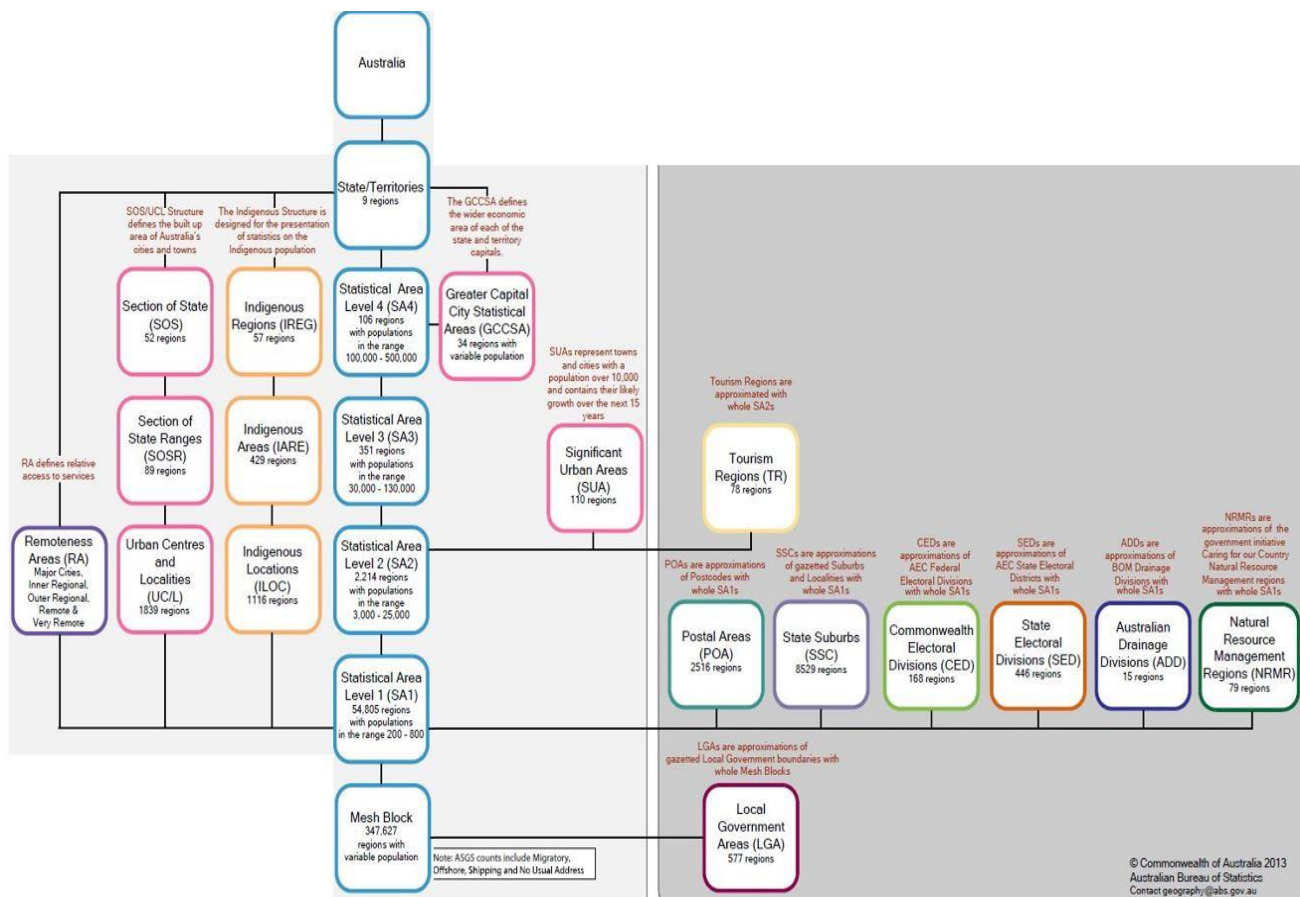 Australia
State/Territories
9 regions
SOS/UCL Structure
defines the built up
area of Australia's
cities and towns
The Indigenous Structure is
designed for the presentation
of statistics on the
Indigenous population
The GCCSA defines
the wider economic
area of each of the
state and territory
capitals.
Section of State
(SOS)
52 regions
Indigenous
Regions (IREG)
57 regions
Statistical Area
Level 4 (SA4)
106 regions
with populations
in the range
100,000 - 500,000
Greater Capital
City Statistical
Areas (GCCSA)
34 regions with
variable population
SUAs represent towns
and cities with a
population over 10,000
and contains their likely
growth over the next 15
years
Tourism Regions are
approximated with
whole SA2s
RA defines relative
access to services
Section of
State Ranges
(SOSR)
89 regions
Indigenous
Areas (IARE)
429 regions
Statistical Area
Level 3 (SA3)
351 regions
with populations
in the range
30,000 - 130,000
Significant
Urban Areas
(SUA)
110 regions
Tourism
Regions (TR)
78 regions
Remoteness
Areas (RA)
Major Cities,
Inner Regional,
Outer Regional,
Remote &
Very Remote
Urban Centres
and
Localities
(UC/L)
1839 regions
Indigenous
Locations (ILOC)
1116 regions
Statistical Area
Level 2 (SA2)
2,214 regions
with populations
in the range
3,000 - 25,000
POAs are approximations
of Postcodes with
whole SA1s
SSCs are approximations
of gazetted Suburbs
and Localities with
whole SA1s
CEDs are
approximations of
AEC Federal
Electoral Divisions
with whole SA1s
SEDs are
approximations of
AEC State Electoral
Districts with
whole SA1s
ADDs are
approximations of
BOM Drainage
Divisions with
whole SA1s
NRMRs are
approximations of the
government initiative
Caring for our Country
Natural Resource
Management regions
with whole SA1s
Postal Areas
(POA)
2516 regions
State Suburbs
(SSC)
8529 regions
Commonwealth
Electoral
Divisions (CED)
168 regions
State
Electoral
Divisions (SED)
446 regions
Australian
Drainage
Divisions (ADD)
15 regions
Natural
Resource
Management
Regions (NRMR)
79 regions
Statistical Area
Level 1 (SA1)
54,805 regions
with populations
in the range 200 - 800
LGAs are approximations of
gazetted Local Government boundaries with
whole Mesh Blocks
Mesh Block
347,627
regions with
variable population
Note: ASGS counts include Migratory,
Offshore, Shipping and No Usual Address
Local
Government
Areas (LGA)
577 regions
© Commonwealth of Australia 2013
Australian Bureau of Statistics
Contact geography@abs.gov.au